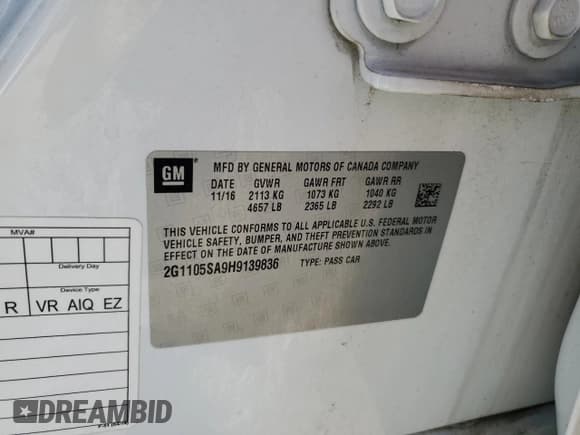 GM
MFD BY GENERAL MOTORS OF CANADA COMPANY
DATE GVWR GAWR FRT GAWR RR
11/16 2113 KG 1073 KG 1040 KG
4657 LB 2365 LB 2292 LB
THIS VEHICLE CONFORMS TO ALL APPLICABLE U.S. FEDERAL MOTOR
VEHICLE SAFETY, BUMPER, AND THEFT PREVENTION STANDARDS IN
EFFECT ON THE DATE OF MANUFACTURE SHOWN ABOVE.
2G1105SA9H9139836 TYPE: PASS CAR
MVA#
Delivery Day
Device Type
R VR AIQ EZ
DREAMBID